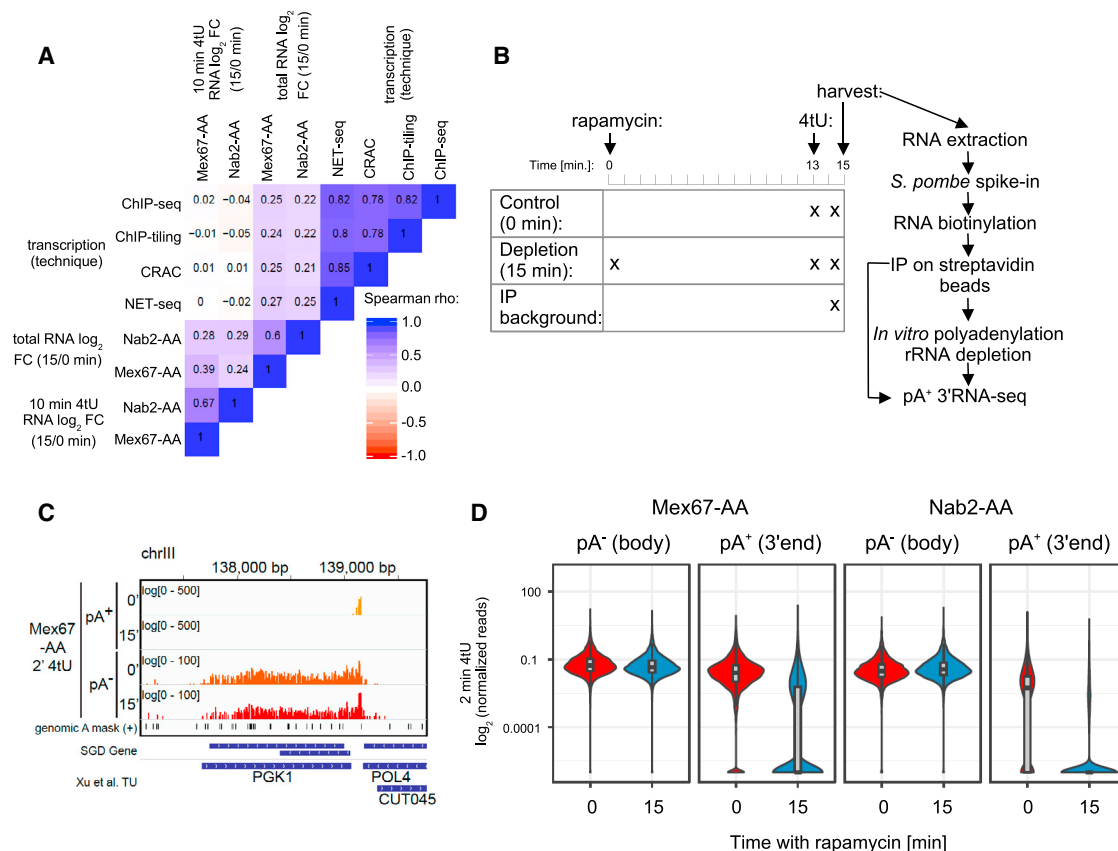 A
10 min 4tU
RNA log2 FC
(15/0 min)
total RNA log2
FC (15/0 min)
transcription
(technique)
Mex67-AA
Nab2-AA
Mex67-AA
Nab2-AA
NET-seq
CRAC
ChIP-tiling
ChIP-seq
transcription
(technique)
ChIP-seq
0.02 −0.04 0.25 0.22 0.82 0.78 0.82 1
ChIP-tiling
−0.01 −0.05 0.24 0.22 0.8 0.78 1
CRAC
0.01 0.01 0.25 0.21 0.85 1
NET-seq
0 −0.02 0.27 0.25 1
total RNA log2
FC (15/0 min)
Nab2-AA
0.28 0.29 0.6 1
Mex67-AA
0.39 0.24 1
10 min 4tU
RNA log2 FC
(15/0 min)
Nab2-AA
0.67 1
Mex67-AA
1
Spearman rho:
1.0
0.5
0.0
−0.5
-1.0
B
rapamycin:
4tU:
harvest:
Time [min.]: 0 13 15
Control
(0 min):
x x
Depletion
(15 min):
x x x
IP
background:
x
RNA extraction
S. pombe spike-in
RNA biotinylation
IP on streptavidin
beads
In vitro polyadenylation
rRNA depletion
pA+ 3'RNA-seq
C
chrIII
138,000 bp 139,000 bp
Mex67
-AA
2' 4tU
pA+
0'
log[0 - 500]
15'
log[0 - 500]
pA-
0'
log[0 - 100]
15'
log[0 - 100]
genomic A mask (+)
SGD Gene
Xu et al. TU
PGK1
POL4
CUT045
D
Mex67-AA Nab2-AA
pA- (body) pA+ (3'end) pA- (body) pA+ (3'end)
2 min 4tU
log2 (normalized reads)
100
0.1
0.0001
0 15 0 15 0 15 0 15
Time with rapamycin [min]